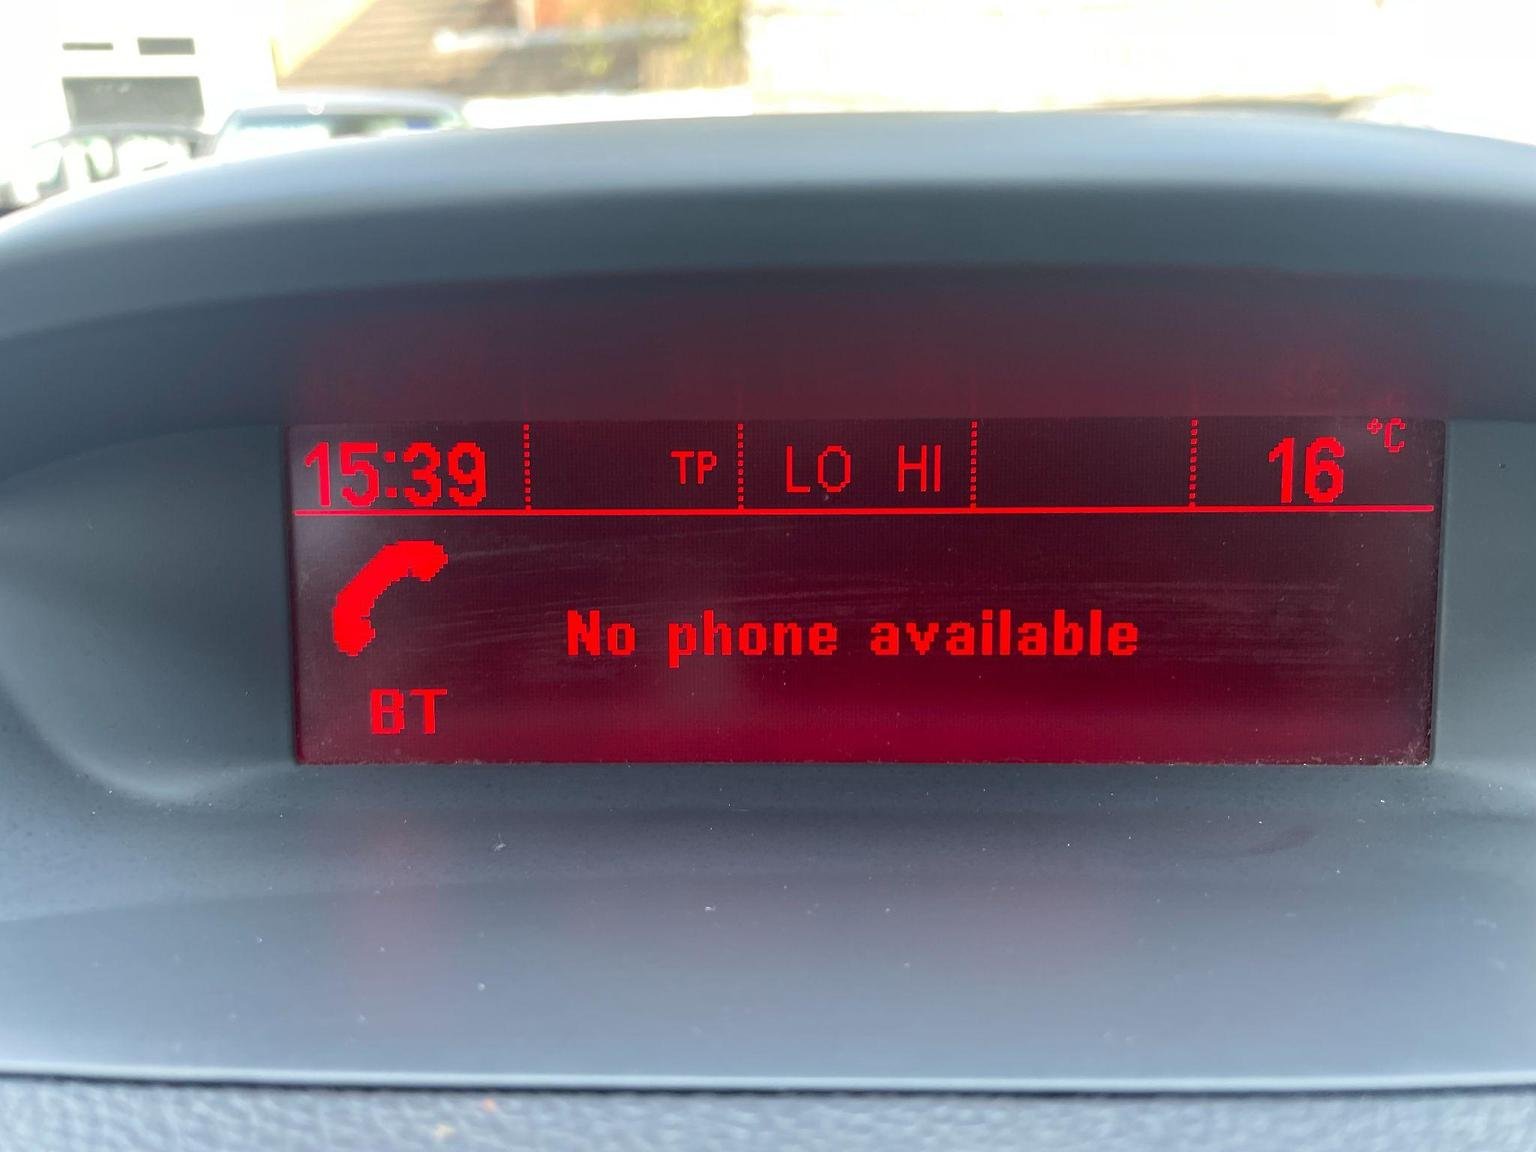 15:39 TP LO HI 16 °C
No phone available
BT